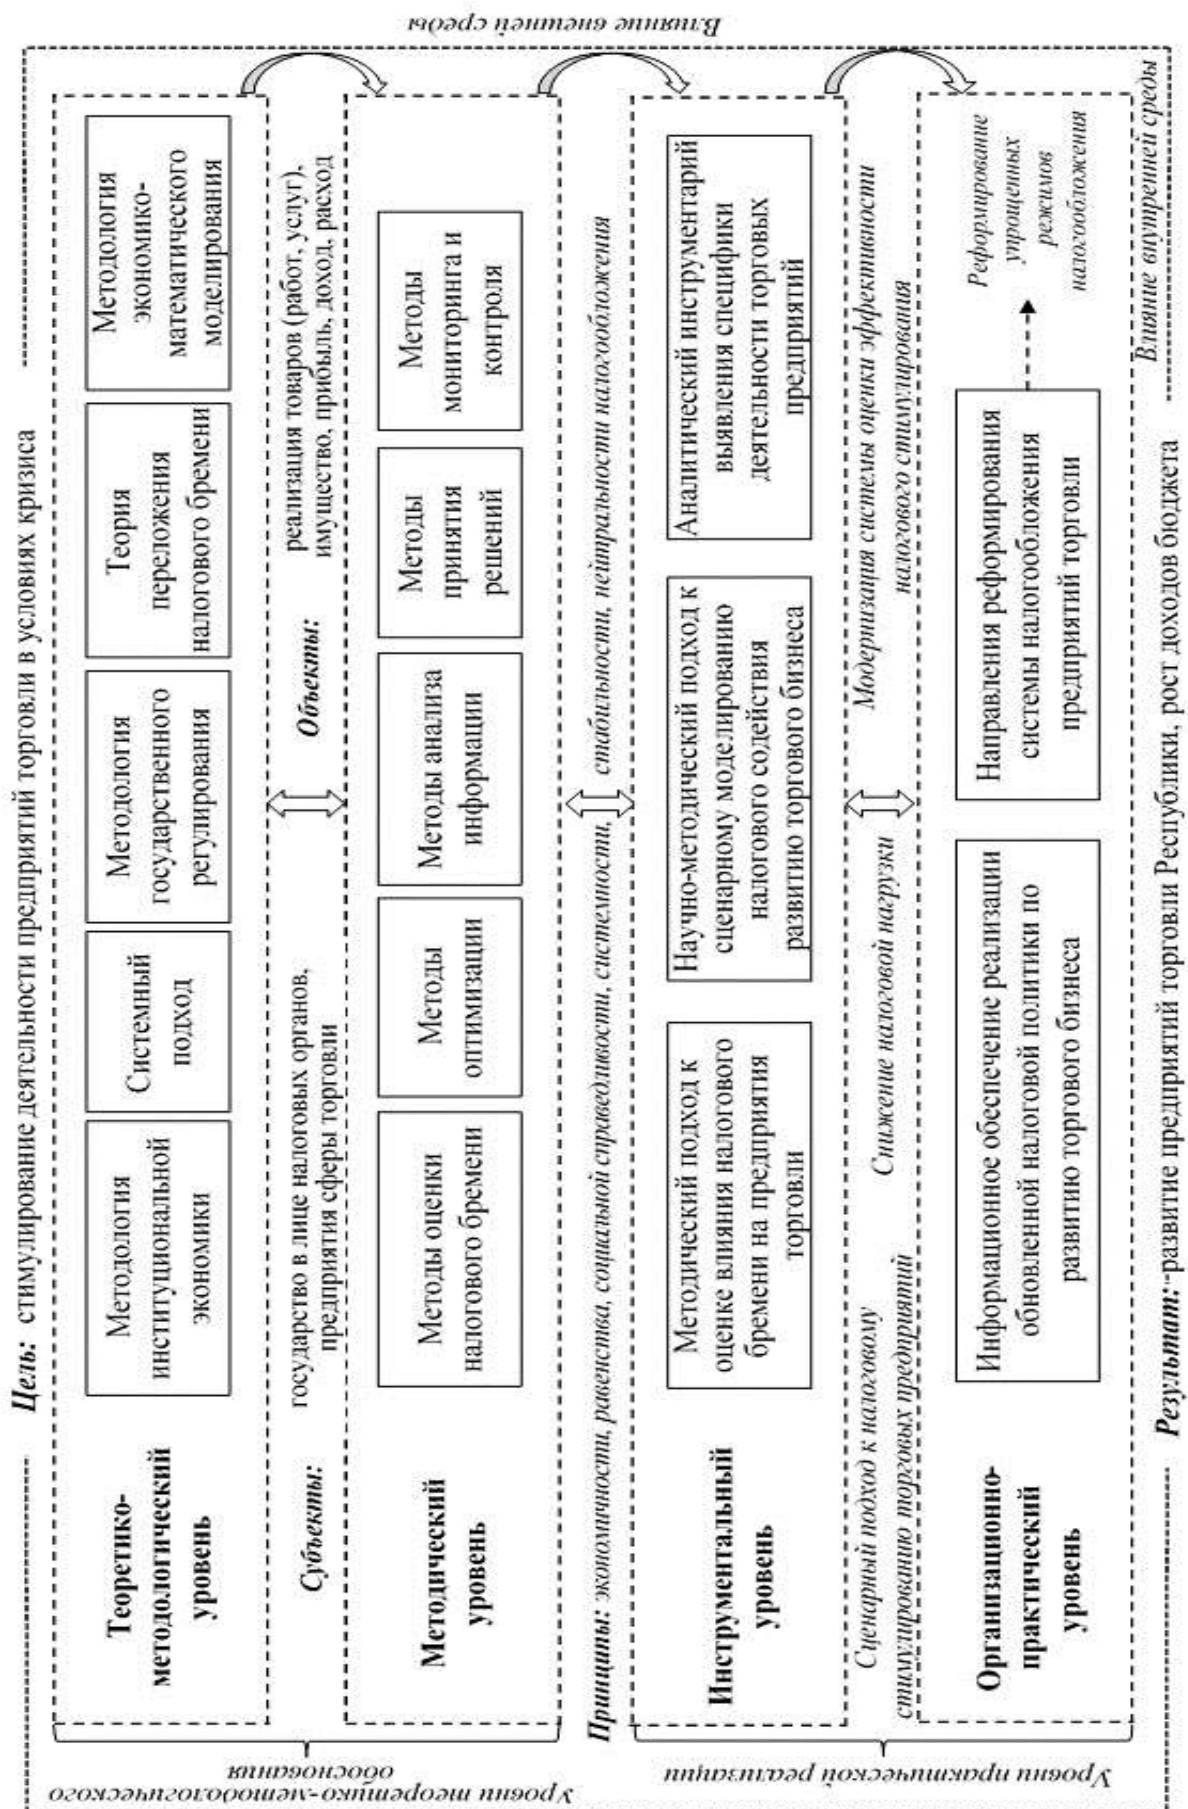 Цель: стимулирование деятельности предприятий торговли в условиях кризиса
Уровни теоретико-методологического
обоснования
Теоретико-
методологический
уровень
Методология
институциональной
экономики
Системный
подход
Методология
государственного
регулирования
Теория
переложения
налогового бремени
Методология
экономико-
математического
моделирования
Субъекты:
государство в лице налоговых органов,
предприятия сферы торговли
Объекты:
реализация товаров (работ, услуг),
имущество, прибыль, доход, расход
Методический
уровень
Методы оценки
налогового бремени
Методы
оптимизации
Методы анализа
информации
Методы
принятия
решений
Методы
мониторинга и
контроля
Принципы: экономичности, равенства, социальной справедливости, системности, стабильности, нейтральности налогообложения
Уровни практической реализации
Инструментальный
уровень
Методический подход к
оценке влияния налогового
бремени на предприятия
торговли
Научно-методический подход к
сценарному моделированию
налогового содействия
развитию торгового бизнеса
Аналитический инструментарий
выявления специфики
деятельности торговых
предприятий
Сценарный подход к налоговому
стимулированию торговых предприятий
Снижение налоговой нагрузки
Модернизация системы оценки эффективности
налогового стимулирования
Организационно-
практический
уровень
Информационное обеспечение реализации
обновленной налоговой политики по
развитию торгового бизнеса
Направления реформирования
системы налогообложения
предприятий торговли
Реформирование
упрощенных
режимов
налогообложения
Влияние внутренней среды
Влияние внешней среды
Результат: развитие предприятий торговли Республики, рост доходов бюджета